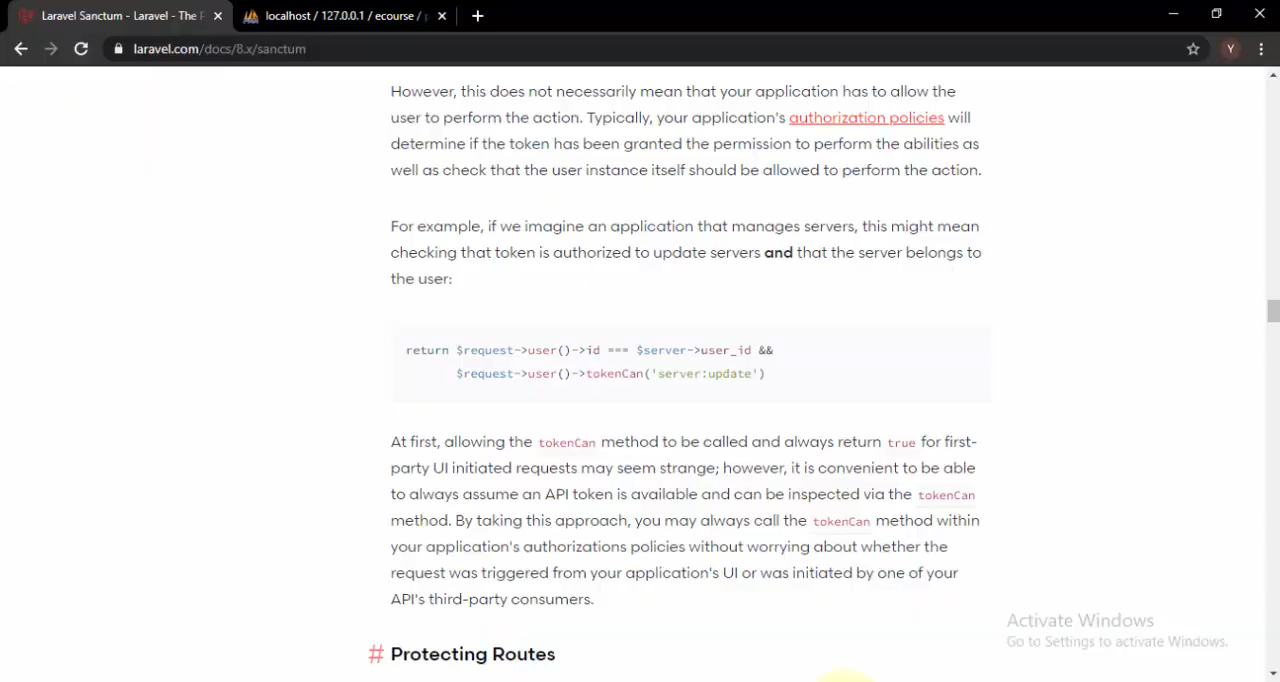 Laravel Sanctum - Laravel - The P
localhost / 127.0.0.1 / ecourse /
laravel.com/docs/8.x/sanctum
Y
However, this does not necessarily mean that your application has to allow the
user to perform the action. Typically, your application's authorization policies will
determine if the token has been granted the permission to perform the abilities as
well as check that the user instance itself should be allowed to perform the action.
For example, if we imagine an application that manages servers, this might mean
checking that token is authorized to update servers and that the server belongs to
the user:
return $request->user()->id === $server->user_id &&
$request->user()->tokenCan('server:update')
At first, allowing the tokenCan method to be called and always return true for first-
party UI initiated requests may seem strange; however, it is convenient to be able
to always assume an API token is available and can be inspected via the tokenCan
method. By taking this approach, you may always call the tokenCan method within
your application's authorizations policies without worrying about whether the
request was triggered from your application's UI or was initiated by one of your
API's third-party consumers.
# Protecting Routes
Activate Windows
Go to Settings to activate Windows.